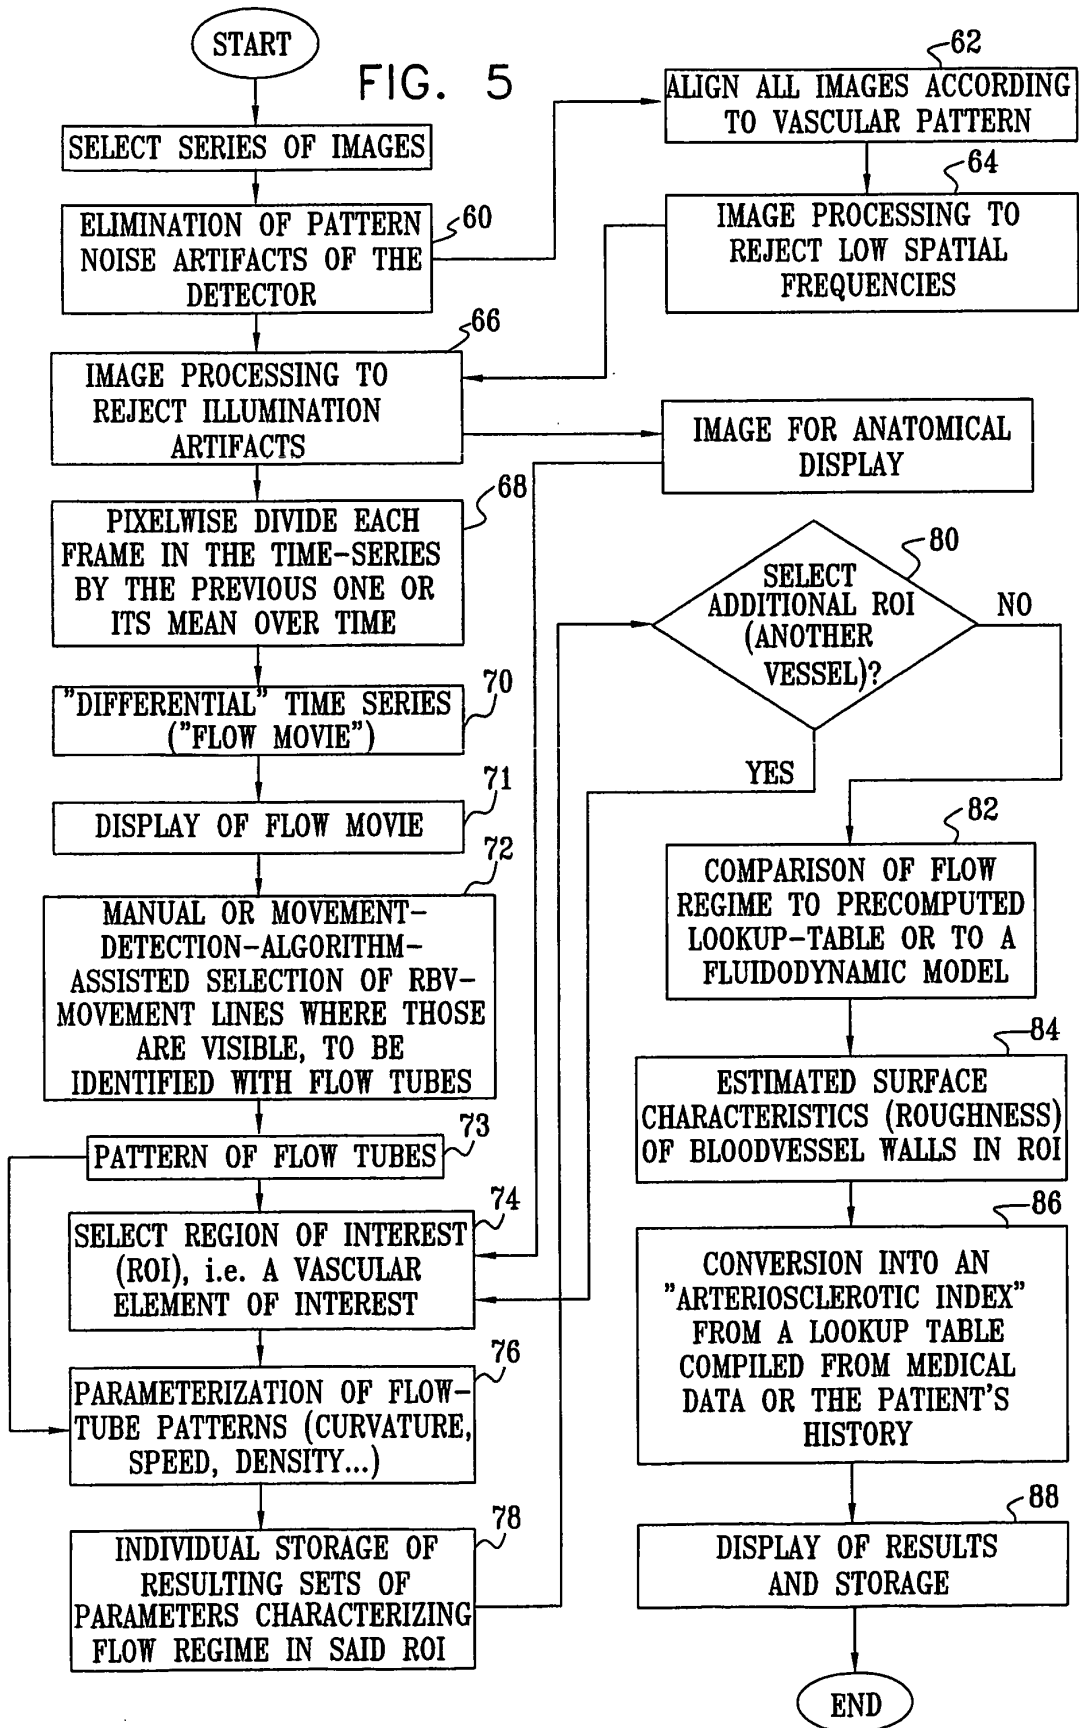 START
FIG. 5
SELECT SERIES OF IMAGES
ELIMINATION OF PATTERN
NOISE ARTIFACTS OF THE
DETECTOR
60
62
ALIGN ALL IMAGES ACCORDING
TO VASCULAR PATTERN
64
IMAGE PROCESSING TO
REJECT LOW SPATIAL
FREQUENCIES
66
IMAGE PROCESSING TO
REJECT ILLUMINATION
ARTIFACTS
IMAGE FOR ANATOMICAL
DISPLAY
68
PIXELWISE DIVIDE EACH
FRAME IN THE TIME-SERIES
BY THE PREVIOUS ONE OR
ITS MEAN OVER TIME
70
"DIFFERENTIAL" TIME SERIES
("FLOW MOVIE")
71
DISPLAY OF FLOW MOVIE
72
MANUAL OR MOVEMENT-
DETECTION-ALGORITHM-
ASSISTED SELECTION OF RBV-
MOVEMENT LINES WHERE THOSE
ARE VISIBLE, TO BE
IDENTIFIED WITH FLOW TUBES
73
PATTERN OF FLOW TUBES
74
SELECT REGION OF INTEREST
(ROI), i.e. A VASCULAR
ELEMENT OF INTEREST
76
PARAMETERIZATION OF FLOW-
TUBE PATTERNS (CURVATURE,
SPEED, DENSITY...)
78
INDIVIDUAL STORAGE OF
RESULTING SETS OF
PARAMETERS CHARACTERIZING
FLOW REGIME IN SAID ROI
80
SELECT
ADDITIONAL ROI
(ANOTHER
VESSEL)?
NO
YES
82
COMPARISON OF FLOW
REGIME TO PRECOMPUTED
LOOKUP-TABLE OR TO A
FLUIDODYNAMIC MODEL
84
ESTIMATED SURFACE
CHARACTERISTICS (ROUGHNESS)
OF BLOODVESSEL WALLS IN ROI
86
CONVERSION INTO AN
"ARTERIOSCLEROTIC INDEX"
FROM A LOOKUP TABLE
COMPILED FROM MEDICAL
DATA OR THE PATIENT'S
HISTORY
88
DISPLAY OF RESULTS
AND STORAGE
END